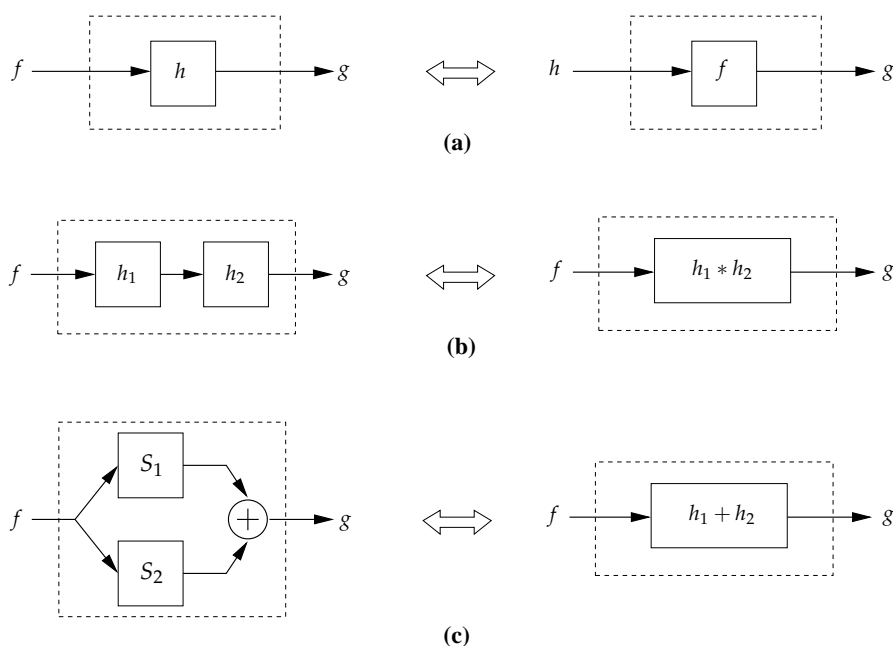 f h g h f g
(a)
f h₁ h₂ g f h₁ ∗ h₂ g
(b)
S₁
f + g f h₁ + h₂ g
S₂
(c)